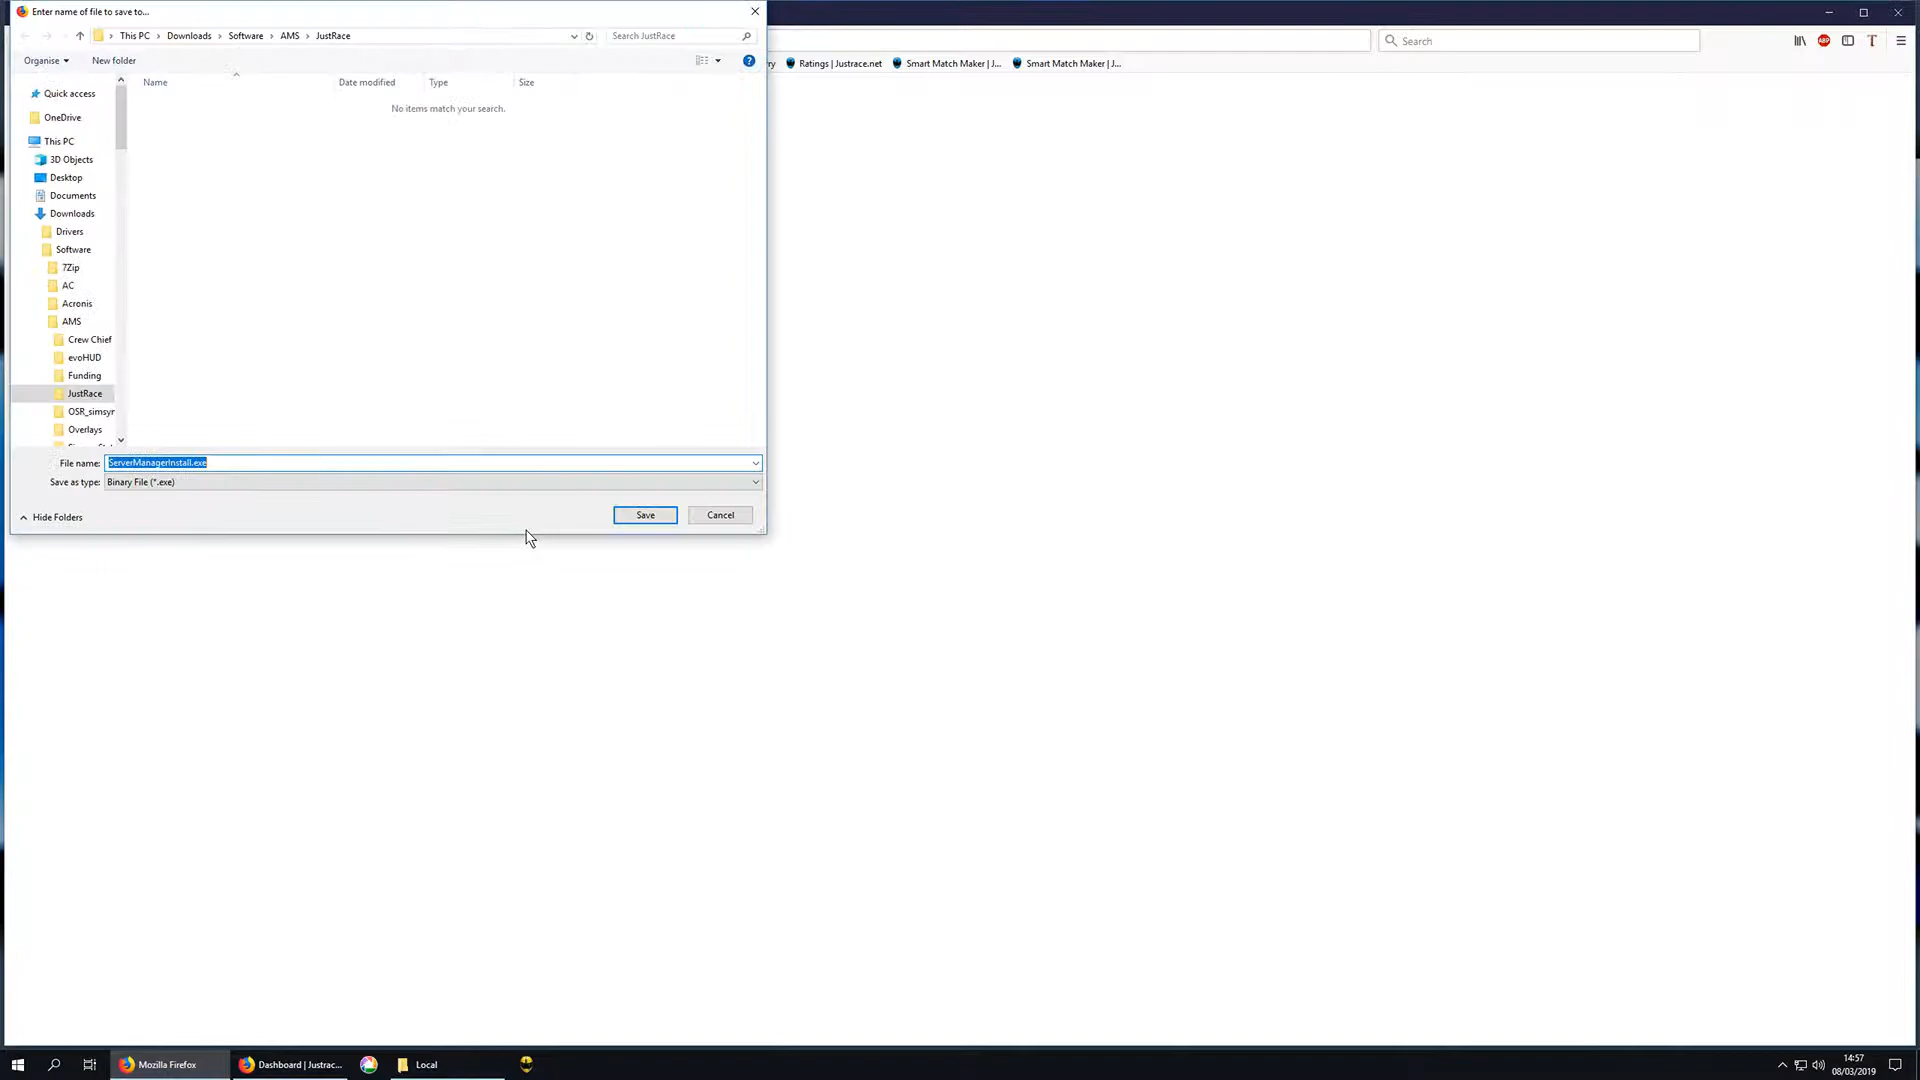 Enter name of file to save to...
This PC > Downloads > Software > AMS > JustRace
Search JustRace
Search
Organise
New folder
ry
Ratings | Justrace.net
Smart Match Maker | J...
Smart Match Maker | J...
Name
Date modified
Type
Size
No items match your search.
Quick access
OneDrive
This PC
3D Objects
Desktop
Documents
Downloads
Drivers
Software
7Zip
AC
Acronis
AMS
Crew Chief
evoHUD
Funding
JustRace
OSR_simsyn
Overlays
File name:
ServerManagerInstall.exe
Save as type:
Binary File (*.exe)
Hide Folders
Save
Cancel
ABP
T
Mozilla Firefox
Dashboard | Justrac...
Local
14:57
08/03/2019